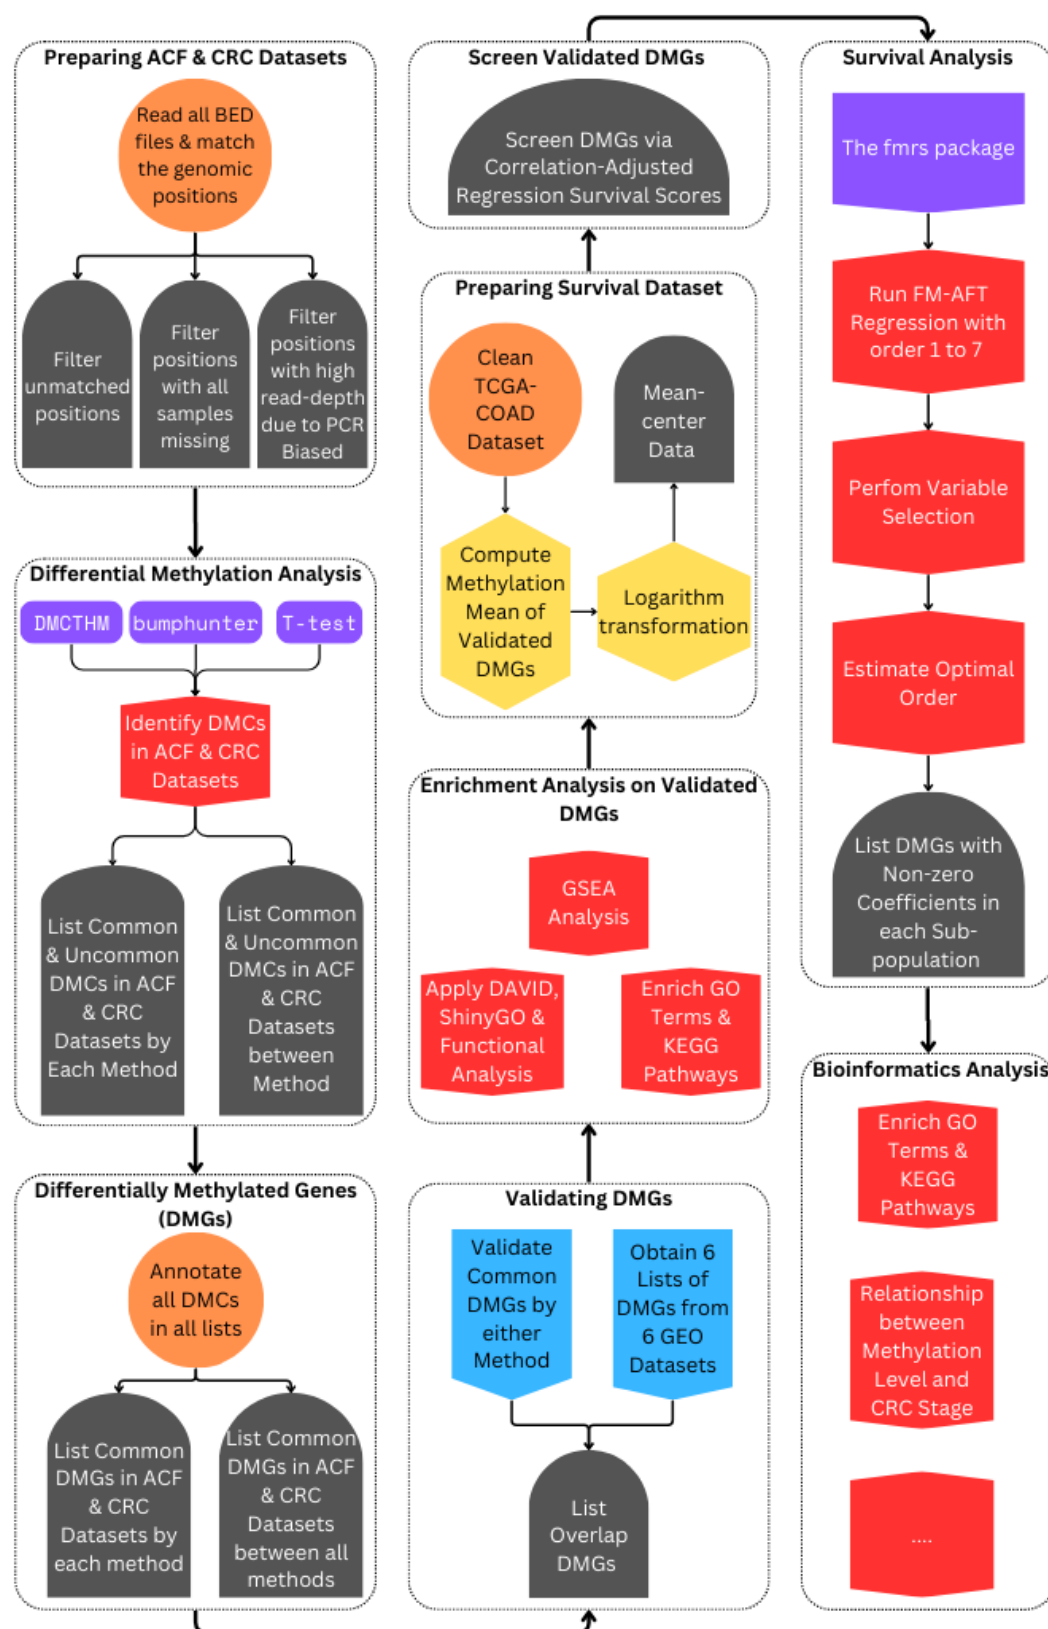 Preparing ACF & CRC Datasets
Read all BED
files & match
the genomic
positions
Filter
unmatched
positions
Filter
positions
with all
samples
missing
Filter
positions
with high
read-depth
due to PCR
Biased
Differential Methylation Analysis
DMCTHM
bumphunter
T-test
Identify DMCs
in ACF & CRC
Datasets
List Common
& Uncommon
DMCs in ACF
& CRC
Datasets by
Each Method
List Common
& Uncommon
DMCs in ACF
& CRC
Datasets
between
Method
Differentially Methylated Genes
(DMGs)
Annotate
all DMCs
in all lists
List Common
DMGs in ACF
& CRC
Datasets by
each method
List Common
DMGs in ACF
& CRC
Datasets
between all
methods
Screen Validated DMGs
Screen DMGs via
Correlation-Adjusted
Regression Survival Scores
Preparing Survival Dataset
Clean
TCGA-
COAD
Dataset
Mean-
center
Data
Compute
Methylation
Mean of
Validated
DMGs
Logarithm
transformation
Enrichment Analysis on Validated
DMGs
GSEA
Analysis
Apply DAVID,
ShinyGO &
Functional
Analysis
Enrich GO
Terms &
KEGG
Pathways
Validating DMGs
Validate
Common
DMGs by
either
Method
Obtain 6
Lists of
DMGs from
6 GEO
Datasets
List
Overlap
DMGs
Survival Analysis
The fmrs package
Run FM-AFT
Regression with
order 1 to 7
Perfom Variable
Selection
Estimate Optimal
Order
List DMGs with
Non-zero
Coefficients in
each Sub-
population
Bioinformatics Analysis
Enrich GO
Terms &
KEGG
Pathways
Relationship
between
Methylation
Level and
CRC Stage
....